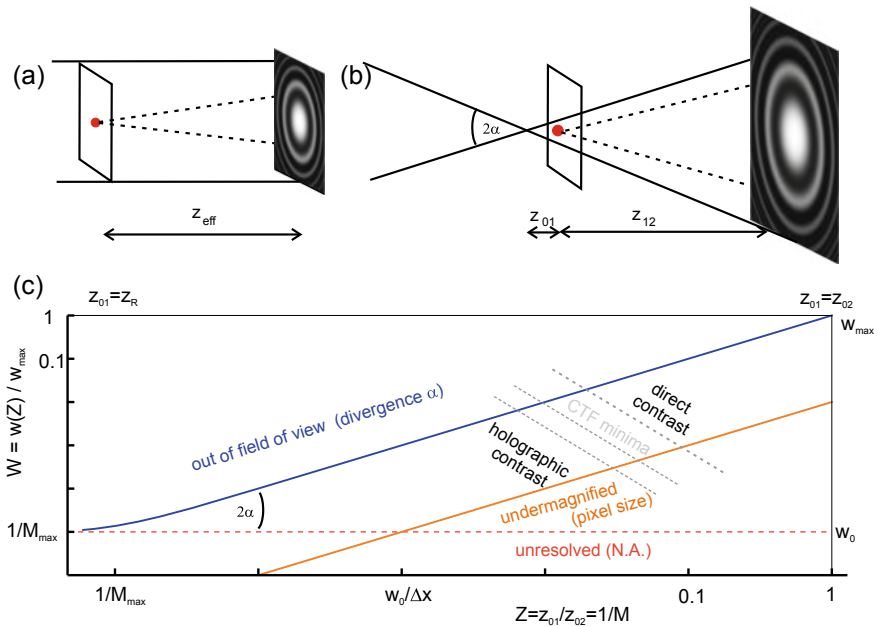 (a)
z_eff
(b)
2α
z_01
z_12
(c)
z_01=z_R
z_01=z_02
W = w(Z) / w_max
1
0.1
1/M_max
w_max
w_0
out of field of view (divergence α)
2α
direct
contrast
CTF minima
holographic
contrast
undermagnified
(pixel size)
unresolved (N.A.)
1/M_max
w_0/Δx
0.1
1
Z=z_01/z_02=1/M